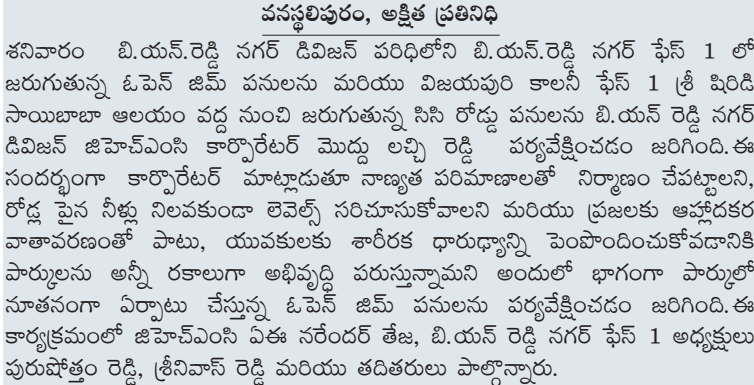 వనస్థలిపురం, అక్షిత ప్రతినిధి
శనివారం బి.యన్.రెడ్డి నగర్ డివిజన్ పరిధిలోని బి.యన్.రెడ్డి నగర్ ఫేస్ 1 లో
జరుగుతున్న ఓపెన్ జిమ్ పనులను మరియు విజయపురి కాలనీ ఫేస్ 1 శ్రీ షిరిడి
సాయిబాబా ఆలయం వద్ద నుంచి జరుగుతున్న సిసి రోడ్డు పనులను బి.యన్ రెడ్డి నగర్
డివిజన్ జిహెచ్ఎంసి కార్పొరేటర్ మొద్దు లచ్చి రెడ్డి పర్యవేక్షించడం జరిగింది.ఈ
సందర్భంగా కార్పొరేటర్ మాట్లాడుతూ నాణ్యత పరిమాణాలతో నిర్మాణం చేపట్టాలని,
రోడ్ల పైన నీళ్లు నిలవకుండా లెవెల్స్ సరిచూసుకోవాలని మరియు ప్రజలకు ఆహ్లాదకర
వాతావరణంతో పాటు, యువకులకు శారీరక ధారుఢ్యాన్ని పెంపొందించుకోవడానికి
పార్కులను అన్నీ రకాలుగా అభివృద్ధి పరుస్తున్నామని అందులో భాగంగా పార్కులో
నూతనంగా ఏర్పాటు చేస్తున్న ఓపెన్ జిమ్ పనులను పర్యవేక్షించడం జరిగింది.ఈ
కార్యక్రమంలో జిహెచ్ఎంసి ఏఈ నరేందర్ తేజ, బి.యన్ రెడ్డి నగర్ ఫేస్ 1 అధ్యక్షులు
పురుషోత్తం రెడ్డి, శ్రీనివాస్ రెడ్డి మరియు తదితరులు పాల్గొన్నారు.